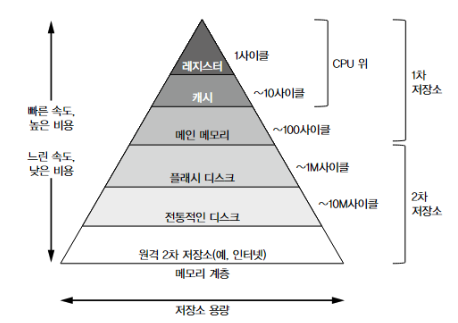 레지스터
1사이클
캐시
~10사이클
CPU 위
1차
저장소
빠른 속도,
높은 비용
메인 메모리
~100사이클
느린 속도,
낮은 비용
플래시 디스크
~1M사이클
전통적인 디스크
~10M사이클
2차
저장소
원격 2차 저장소(예, 인터넷)
메모리 계층
저장소 용량